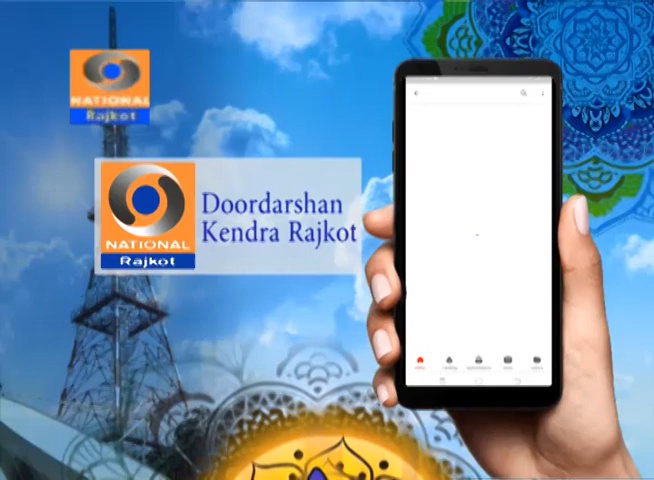 NATIONAL
Rajkot
NATIONAL
Rajkot
Doordarshan
Kendra Rajkot